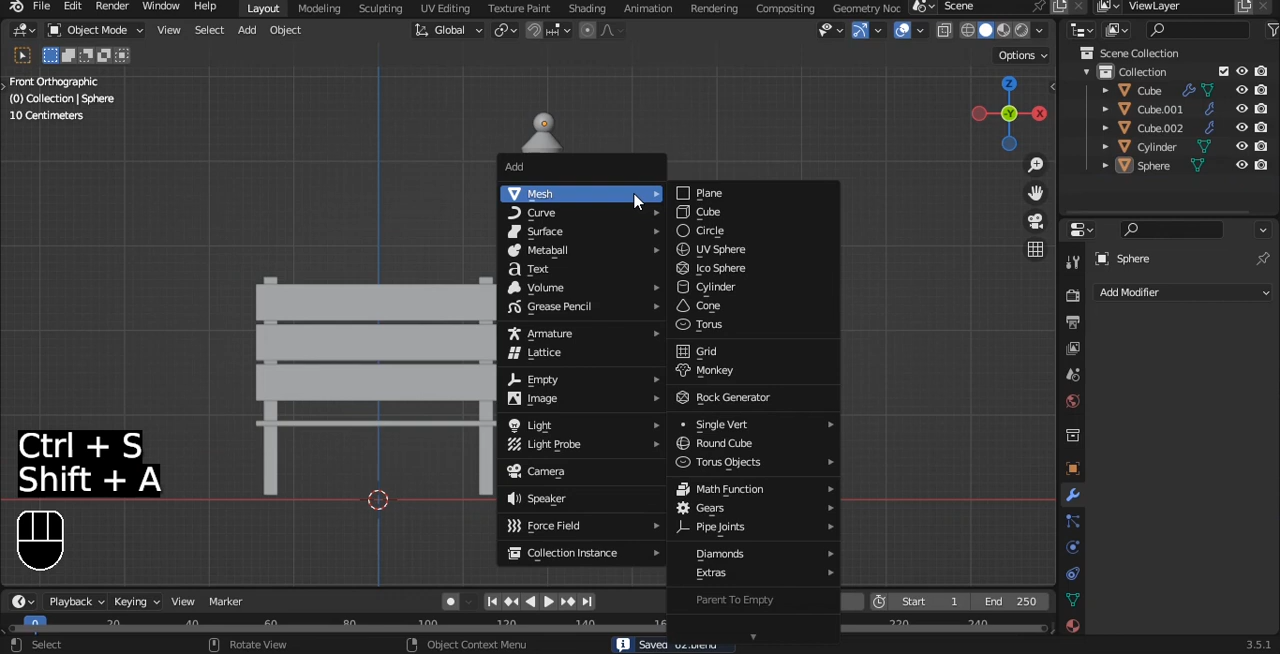 File Edit Render Window Help Layout Modeling Sculpting UV Editing Texture Paint Shading Animation Rendering Compositing Geometry Noc Scene ViewLayer
Object Mode View Select Add Object Global
Options
Front Orthographic
(0) Collection | Sphere
10 Centimeters
Z
X
-Y
Scene Collection
Collection
Cube
Cube.001
Cube.002
Cylinder
Sphere
Sphere
Add Modifier
Add
Mesh
Curve
Surface
Metaball
Text
Volume
Grease Pencil
Armature
Lattice
Empty
Image
Light
Light Probe
Camera
Speaker
Force Field
Collection Instance
Plane
Cube
Circle
UV Sphere
Ico Sphere
Cylinder
Cone
Torus
Grid
Monkey
Rock Generator
Single Vert
Round Cube
Torus Objects
Math Function
Gears
Pipe Joints
Diamonds
Extras
Parent To Empty
Ctrl + S
Shift + A
Playback Keying View Marker Start 1 End 250
0 20 40 60 80 100 120 140 220 240
Select Rotate View Object Context Menu Saved "02.blend" 3.5.1